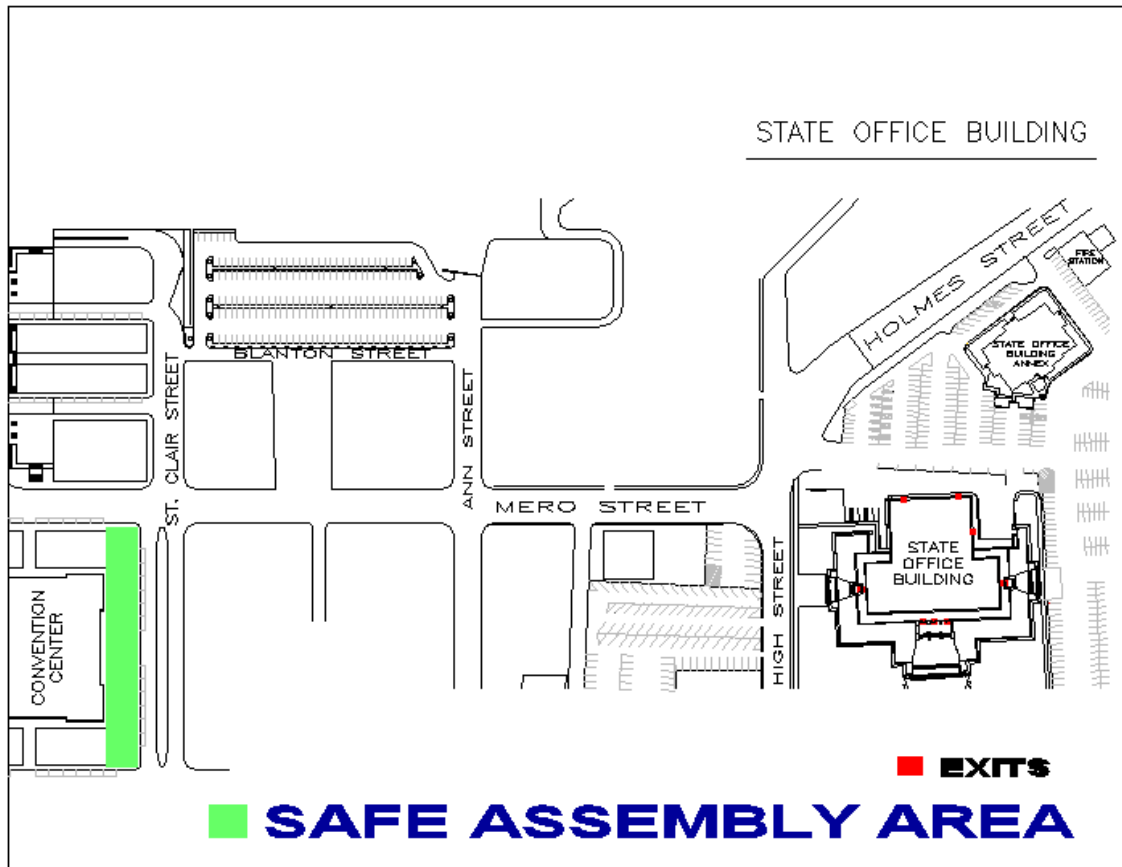 STATE OFFICE BUILDING
HOLMES STREET
FIRE
STATION
STATE OFFICE
BUILDING
ANNEX
BLANTON STREET
ST. CLAIR STREET
ANN STREET
MERO STREET
HIGH STREET
STATE
OFFICE
BUILDING
CONVENTION
CENTER
EXITS
SAFE ASSEMBLY AREA